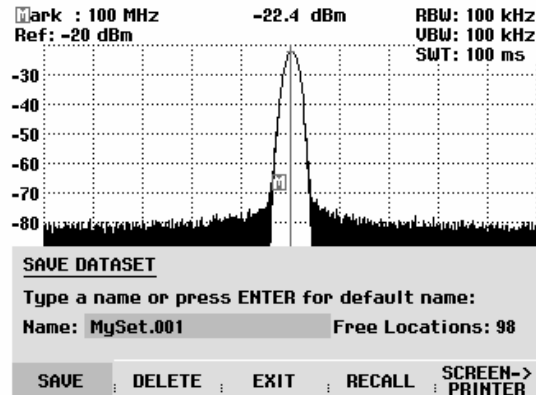 Mark : 100 MHz -22.4 dBm RBW: 100 kHz
Ref: -20 dBm VBW: 100 kHz
SWT: 100 ms
-30
-40
-50
-60
M
-70
-80
SAVE DATASET
Type a name or press ENTER for default name:
Name: MySet.001 Free Locations: 98
SAVE DELETE EXIT RECALL SCREEN->
PRINTER